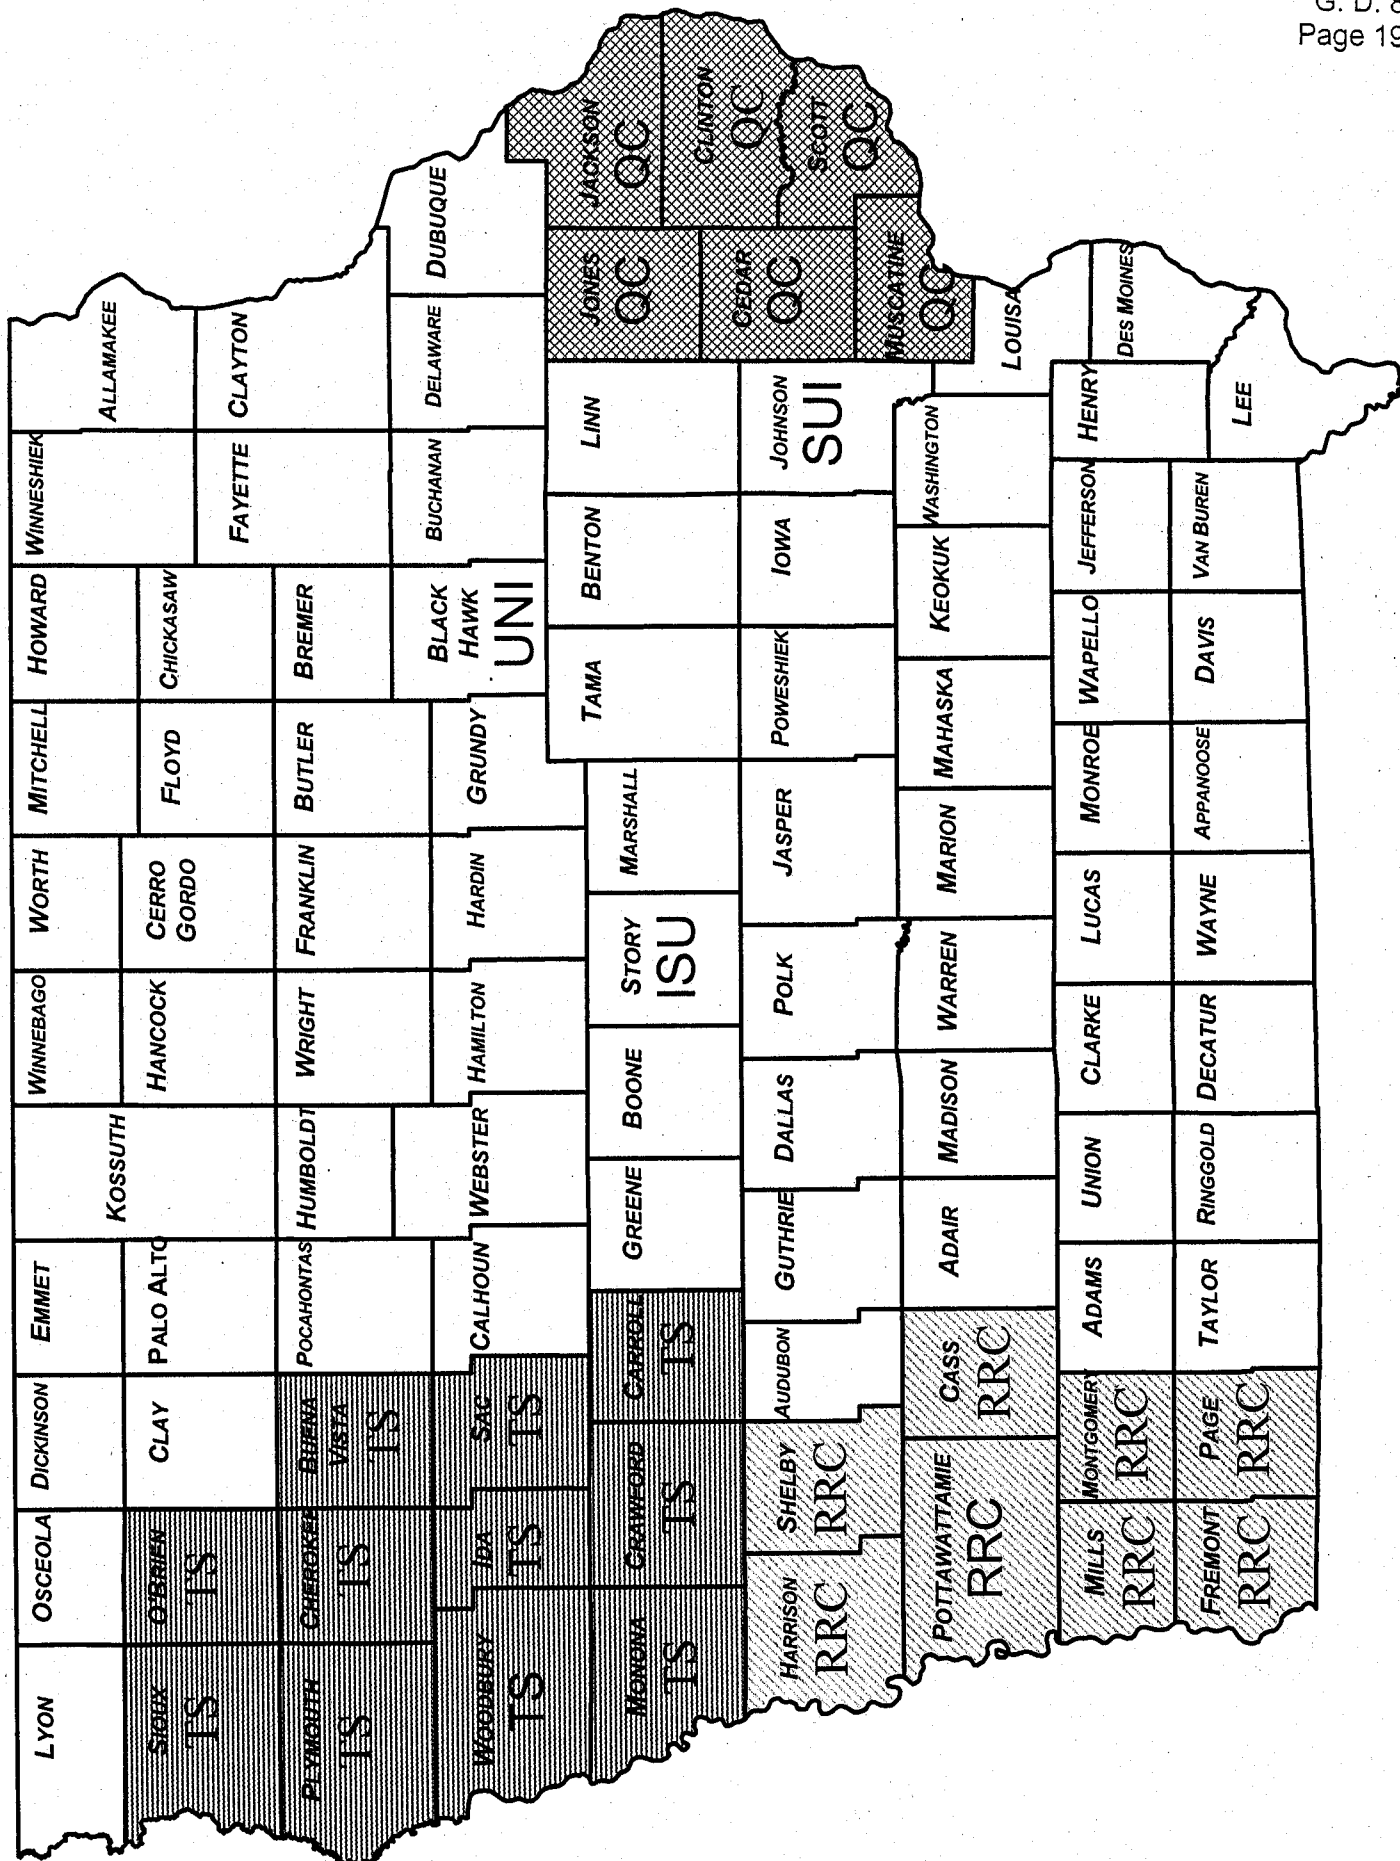 G. D. 8
Page 19
LYON
OSCEOLA
DICKINSON
EMMET
KOSSUTH
WINNEBAGO
WORTH
MITCHELL
HOWARD
WINNESHIEK
ALLAMAKEE
SIOUX
TS
O'BRIEN
TS
CLAY
PALO ALTO
HANCOCK
CERRO
GORDO
FLOYD
CHICKASAW
FAYETTE
CLAYTON
PLYMOUTH
TS
CHEROKEE
TS
BUENA
VISTA
TS
POCAHONTAS
HUMBOLDT
WRIGHT
FRANKLIN
BUTLER
BREMER
BUCHANAN
DELAWARE
DUBUQUE
WOODBURY
TS
IDA
TS
SAC
TS
CALHOUN
WEBSTER
HAMILTON
HARDIN
GRUNDY
BLACK
HAWK
UNI
MONONA
TS
CRAWFORD
TS
CARROLL
TS
GREENE
BOONE
STORY
ISU
MARSHALL
TAMA
BENTON
LINN
JONES
QC
JACKSON
QC
CLINTON
QC
HARRISON
RRC
SHELBY
RRC
AUDUBON
GUTHRIE
DALLAS
POLK
JASPER
POWESHIEK
IOWA
JOHNSON
SUI
CEDAR
QC
SCOTT
QC
POTTAWATTAMIE
RRC
CASS
RRC
ADAIR
MADISON
WARREN
MARION
MAHASKA
KEOKUK
WASHINGTON
MUSCATINE
QC
LOUISA
MILLS
RRC
MONTGOMERY
RRC
ADAMS
UNION
CLARKE
LUCAS
MONROE
WAPELLO
JEFFERSON
HENRY
DES MOINES
FREMONT
RRC
PAGE
RRC
TAYLOR
RINGGOLD
DECATUR
WAYNE
APPANOOSE
DAVIS
VAN BUREN
LEE